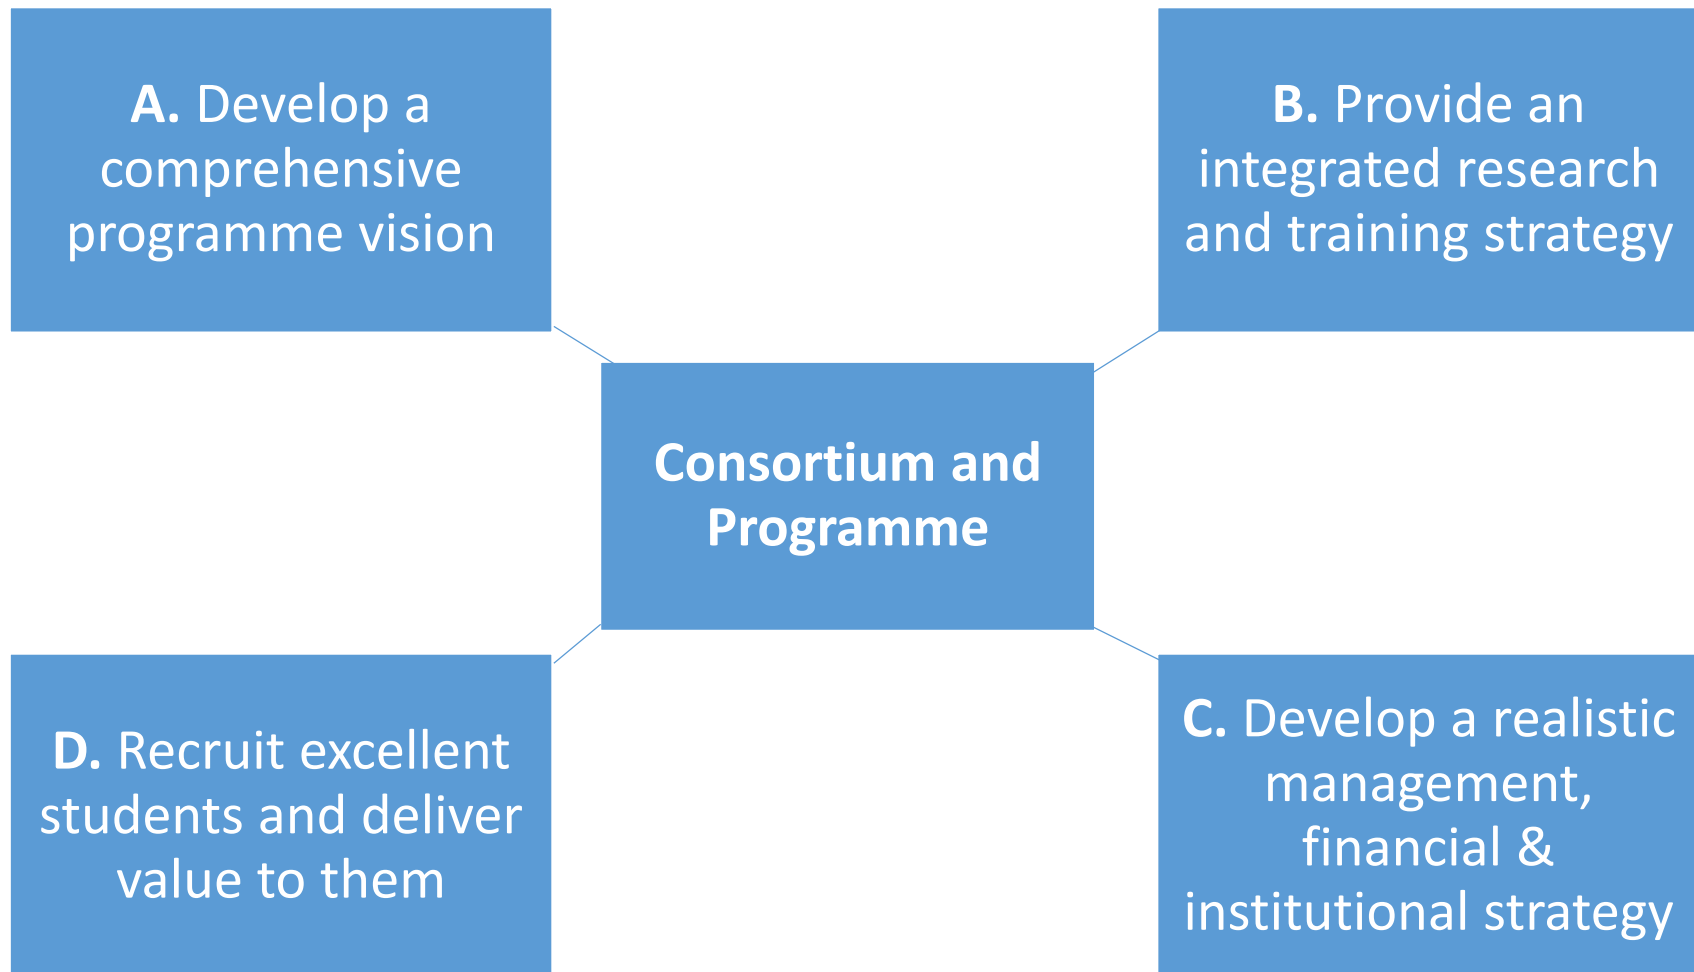 A. Develop a
comprehensive
programme vision
B. Provide an
integrated research
and training strategy
Consortium and
Programme
D. Recruit excellent
students and deliver
value to them
C. Develop a realistic
management,
financial &
institutional strategy